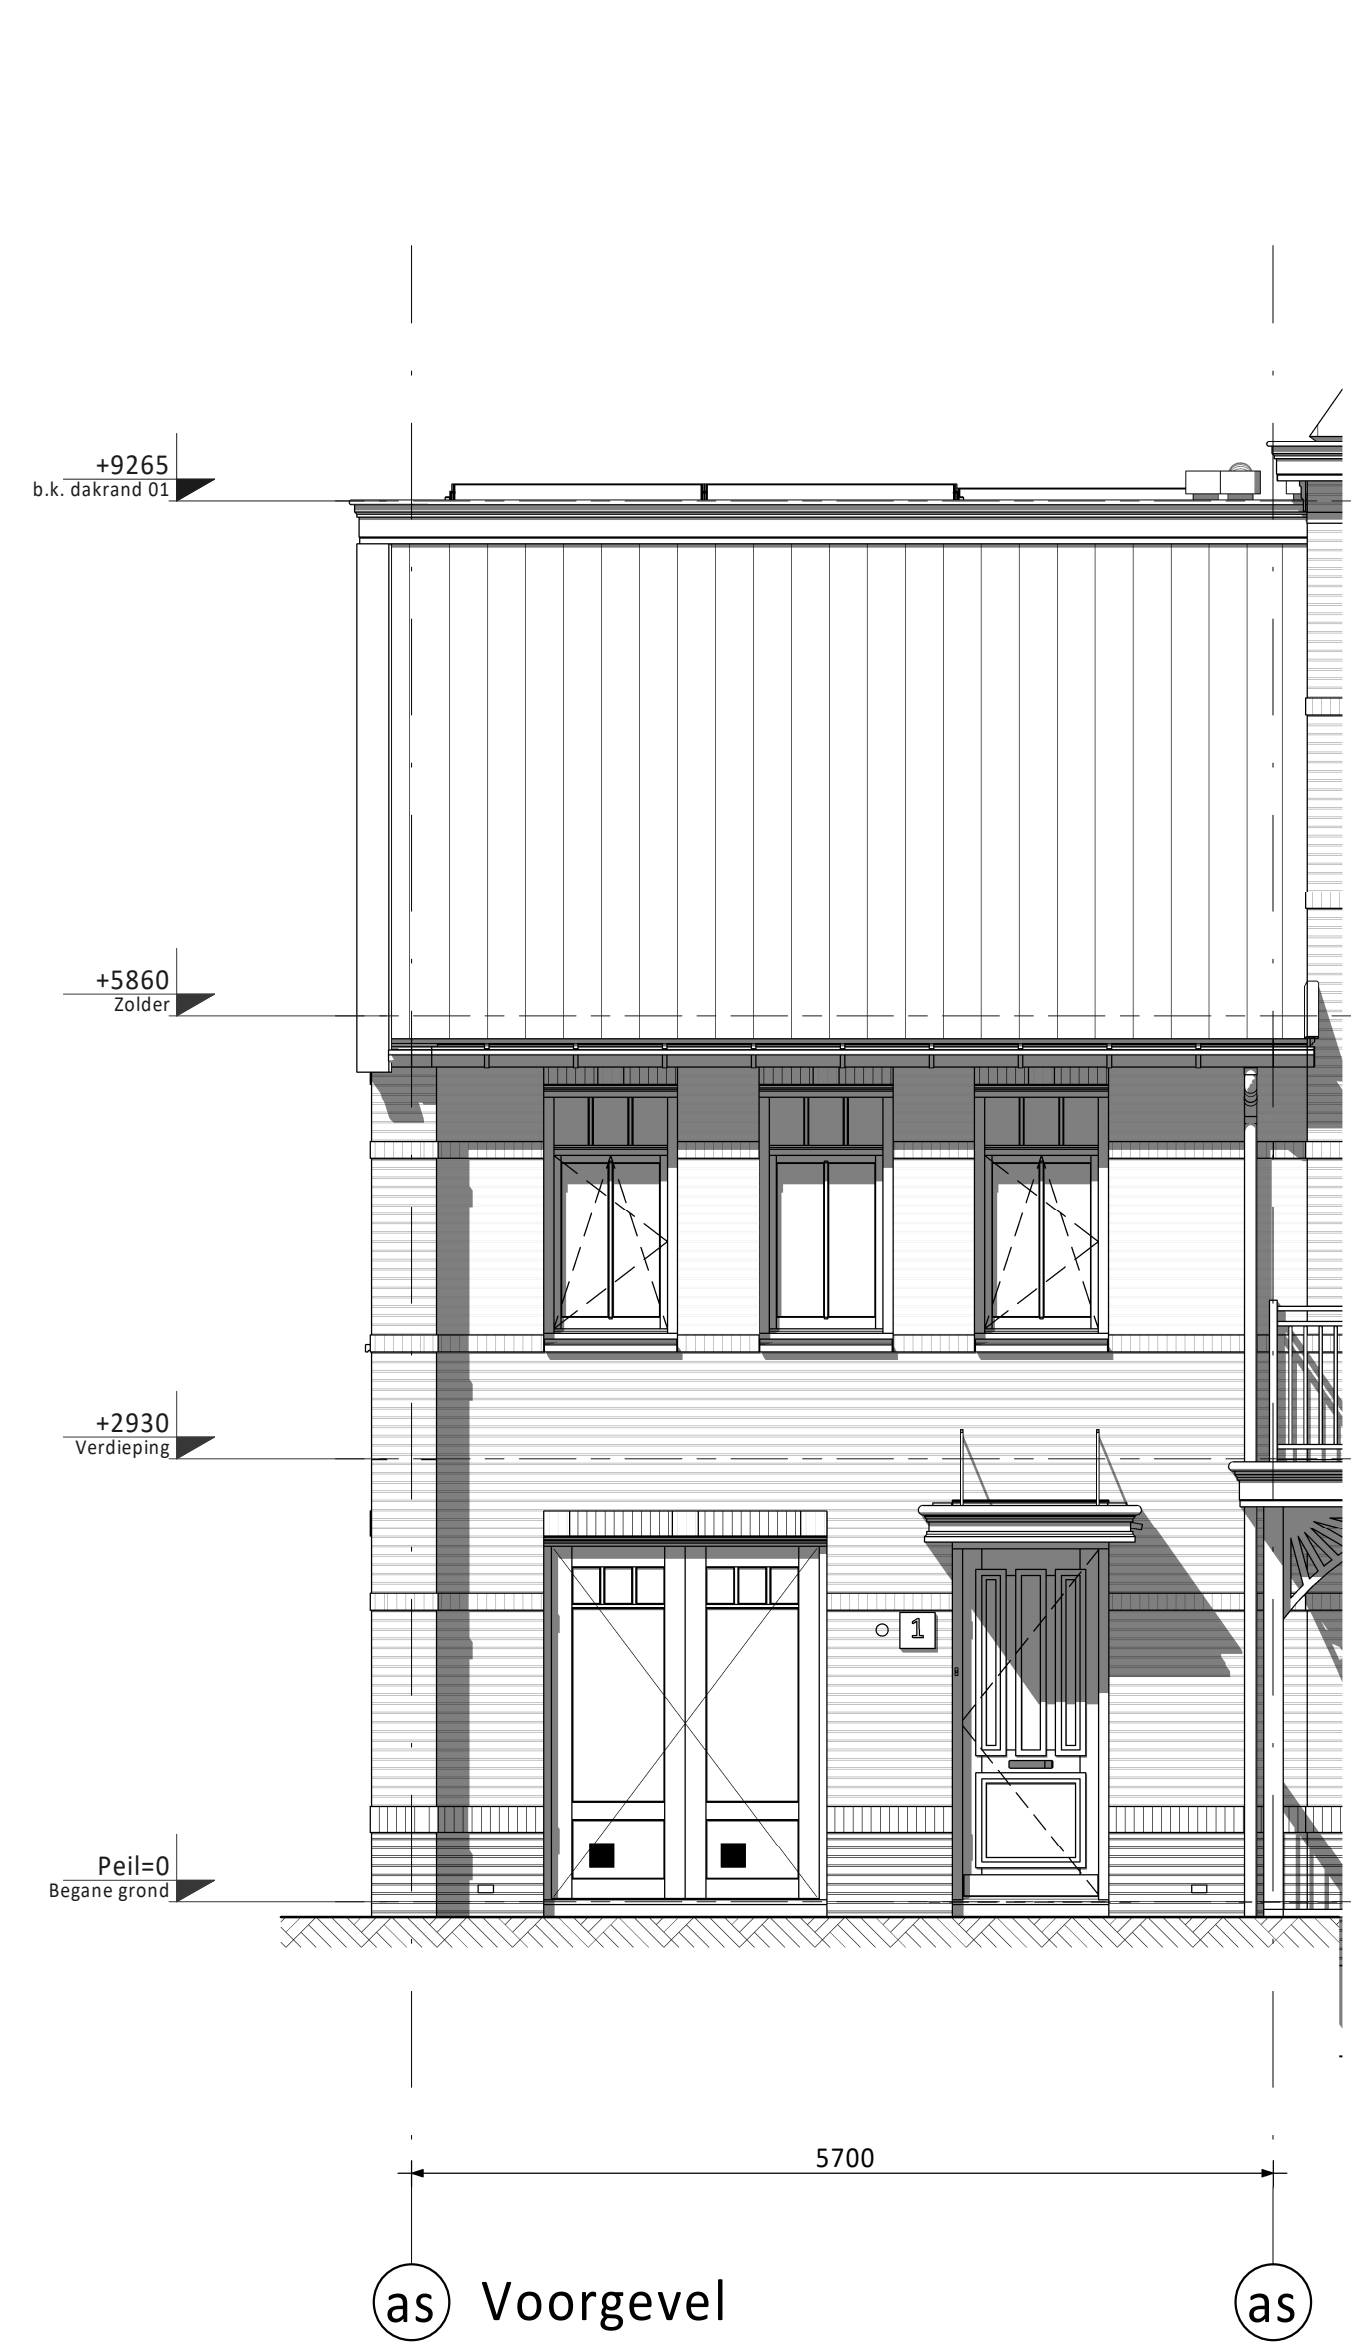 +9265
b.k. dakrand 01
+5860
Zolder
+2930
Verdieping
1
Peil=0
Begane grond
5700
as Voorgevel as